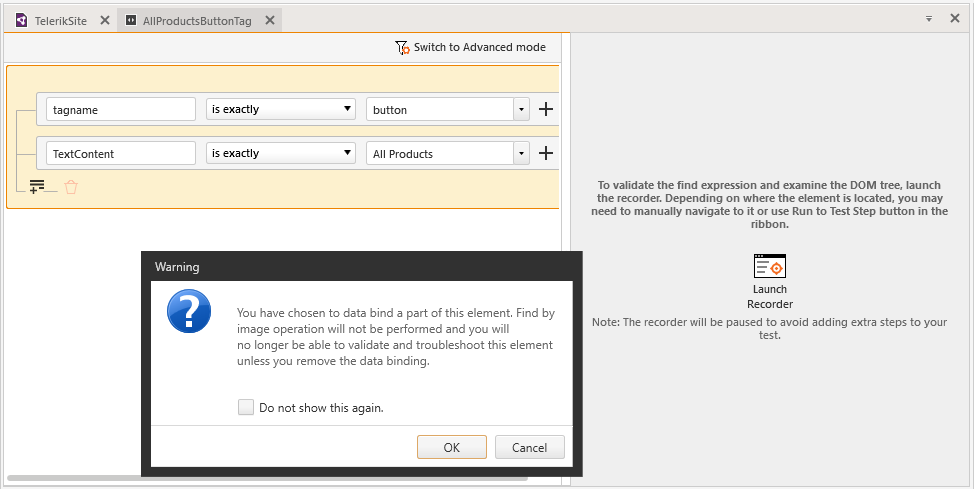 TelerikSite
AllProductsButtonTag
Switch to Advanced mode
tagname
is exactly
button
TextContent
is exactly
All Products
To validate the find expression and examine the DOM tree, launch
the recorder. Depending on where the element is located, you may
need to manually navigate to it or use Run to Test Step button in the
ribbon.
Launch
Recorder
Note: The recorder will be paused to avoid adding extra steps to your
test.
Warning
You have chosen to data bind a part of this element. Find by
image operation will not be performed and you will
no longer be able to validate and troubleshoot this element
unless you remove the data binding.
Do not show this again.
OK
Cancel